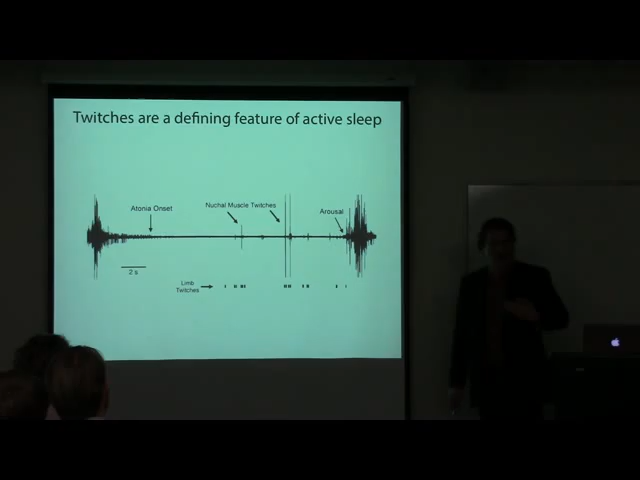 Twitches are a defining feature of active sleep
Atonia Onset
Nuchal Muscle Twitches
Arousal
2 s
Limb
Twitches